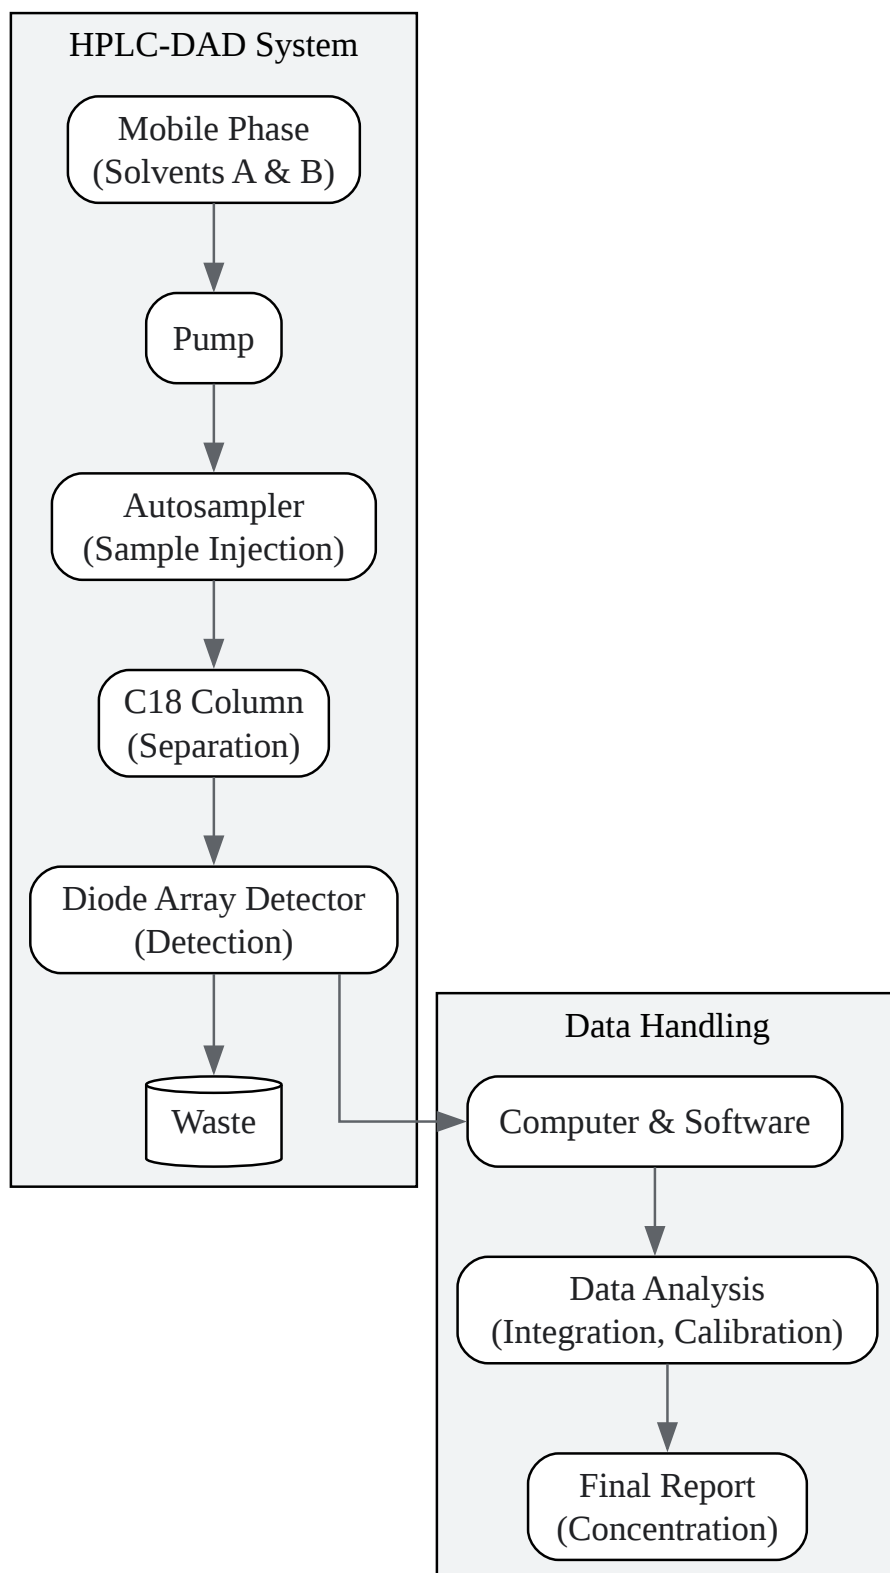 HPLC-DAD System
Mobile Phase
(Solvents A & B)
Pump
Autosampler
(Sample Injection)
C18 Column
(Separation)
Diode Array Detector
(Detection)
Waste
Data Handling
Computer & Software
Data Analysis
(Integration, Calibration)
Final Report
(Concentration)